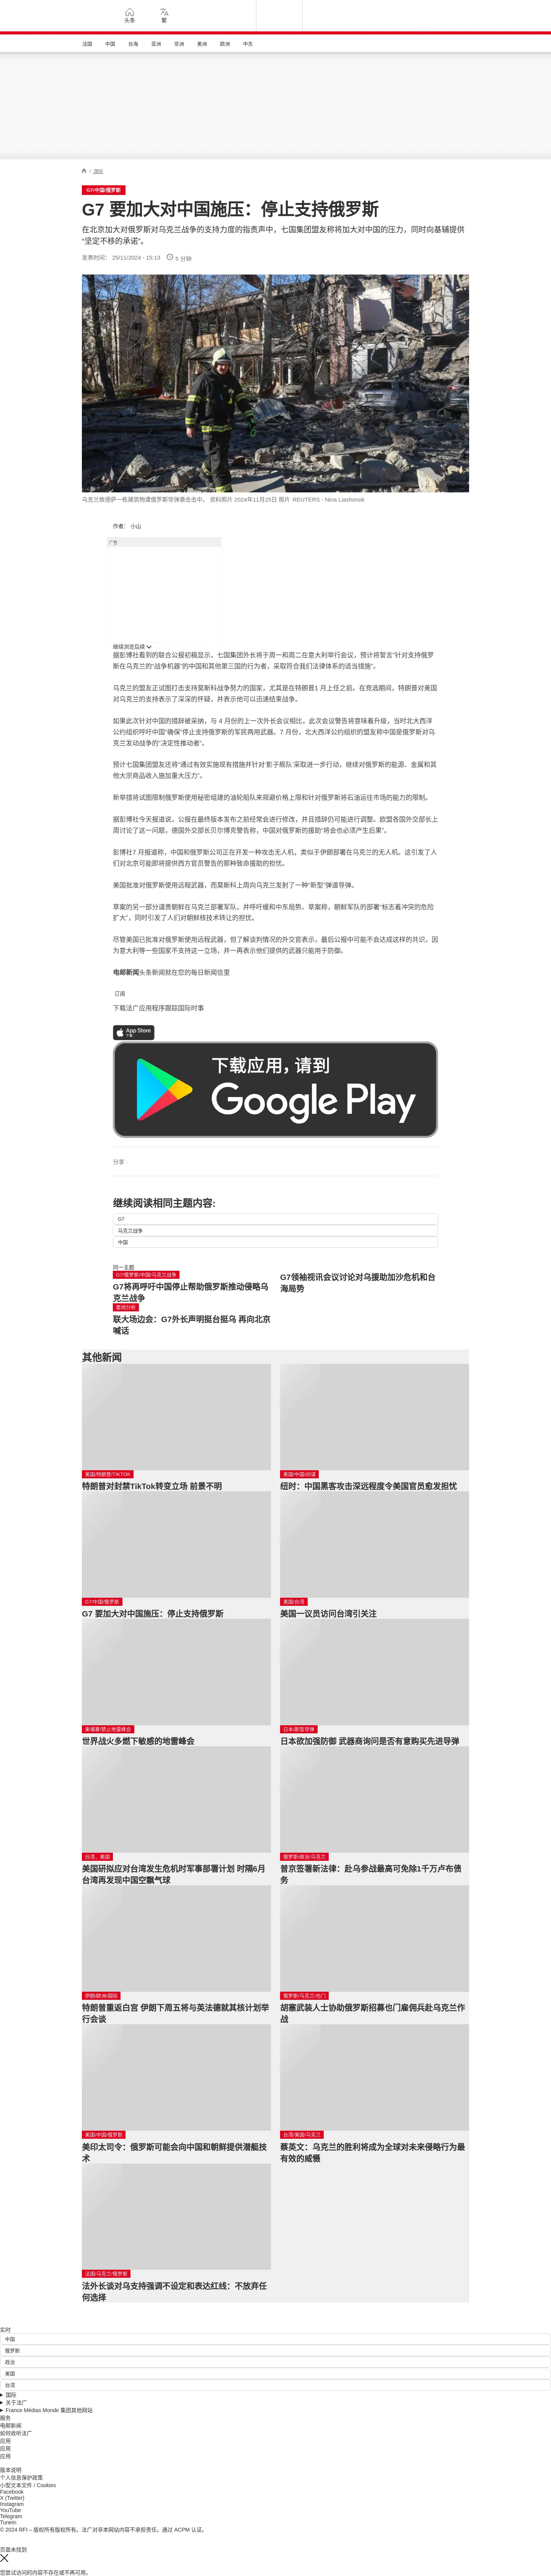 头条
繁
法国
中国
台海
亚洲
非洲
美洲
欧洲
中东
国际
G7/中国/俄罗斯
G7 要加大对中国施压：停止支持俄罗斯
在北京加大对俄罗斯对乌克兰战争的支持力度的指责声中，七国集团盟友称将加大对中国的压力，同时向基辅提供
“坚定不移的承诺”。
发表时间： 25/11/2024 - 15:13
5 分钟
乌克兰敖德萨一栋建筑物遭俄罗斯导弹袭击击中。 资料照片 2024年11月25日 照片 REUTERS - Nina Liashonok
作者： 小山
广告
继续浏览后续
据彭博社看到的联合公报初稿显示，七国集团外长将于周一和周二在意大利举行会议，预计将誓言“针对支持俄罗
斯在乌克兰的”战争机器“的中国和其他第三国的行为者，采取符合我们法律体系的适当措施”。
乌克兰的盟友正试图打击支持莫斯科战争努力的国家，尤其是在特朗普1 月上任之前。在竞选期间，特朗普对美国
对乌克兰的支持表示了深深的怀疑，并表示他可以迅速结束战争。
如果此次针对中国的措辞被采纳，与 4 月份的上一次外长会议相比，此次会议警告将意味着升级，当时北大西洋
公约组织呼吁中国“确保”停止支持俄罗斯的军民两用武器。7 月份，北大西洋公约组织的盟友称中国是俄罗斯对乌
克兰发动战争的“决定性推动者”。
预计七国集团盟友还将“通过有效实施现有措施并针对‘影子舰队’采取进一步行动，继续对俄罗斯的能源、金属和其
他大宗商品收入施加重大压力”。
新举措将试图限制俄罗斯使用秘密组建的油轮船队来规避价格上限和针对俄罗斯将石油运往市场的能力的限制。
据彭博社今天报道说，公报在最终版本发布之前经常会进行修改，并且措辞仍可能进行调整。欧盟各国外交部长上
周讨论了这一问题，德国外交部长贝尔博克警告称，中国对俄罗斯的援助“将会也必须产生后果”。
彭博社7 月报道称，中国和俄罗斯公司正在开发一种攻击无人机，类似于伊朗部署在乌克兰的无人机。这引发了人
们对北京可能即将提供西方官员警告的那种致命援助的担忧。
美国批准对俄罗斯使用远程武器，而莫斯科上周向乌克兰发射了一种“新型”弹道导弹。
草案的另一部分谴责朝鲜在乌克兰部署军队，并呼吁缓和中东局势。草案称，朝鲜军队的部署“标志着冲突的危险
扩大”，同时引发了人们对朝鲜核技术转让的担忧。
尽管美国已批准对俄罗斯使用远程武器，但了解谈判情况的外交官表示，最后公报中可能不会达成这样的共识，因
为意大利等一些国家不支持这一立场，并一再表示他们提供的武器只能用于防御。
电邮新闻头条新闻就在您的每日新闻信里
订阅
下载法广应用程序跟踪国际时事
App Store
下载
下载应用，请到
Google Play
分享 :
继续阅读相同主题内容:
G7
乌克兰战争
中国
同一主题
G7/俄罗斯/中国/乌克兰战争
G7将再呼吁中国停止帮助俄罗斯推动侵略乌
克兰战争
G7领袖视讯会议讨论对乌援助加沙危机和台
海局势
要闻分析
联大场边会：G7外长声明挺台挺乌 再向北京
喊话
其他新闻
美国/特朗普/TIKTOK
特朗普对封禁TikTok转变立场 前景不明
美国/中国/间谍
纽时：中国黑客攻击深远程度令美国官员愈发担忧
G7/中国/俄罗斯
G7 要加大对中国施压：停止支持俄罗斯
美国/台湾
美国一议员访问台湾引关注
柬埔寨/禁止地雷峰会
世界战火多燃下敏感的地雷峰会
日本/新型导弹
日本欲加强防御 武器商询问是否有意购买先进导弹
台湾，美国
美国研拟应对台湾发生危机时军事部署计划 时隔6月
台湾再发现中国空飘气球
俄罗斯/政治/乌克兰
普京签署新法律：赴乌参战最高可免除1千万卢布债
务
伊朗/欧洲/国际
特朗普重返白宫 伊朗下周五将与英法德就其核计划举
行会谈
俄罗斯/乌克兰/也门
胡塞武装人士协助俄罗斯招募也门雇佣兵赴乌克兰作
战
美国/中国/俄罗斯
美印太司令：俄罗斯可能会向中国和朝鲜提供潜艇技
术
台湾/美国/乌克兰
蔡英文：乌克兰的胜利将成为全球对未来侵略行为最
有效的威慑
法国/乌克兰/俄罗斯
法外长谈对乌支持强调不设定和表达红线：不放弃任
何选择
实时
中国
俄罗斯
政治
美国
台湾
国际
关于法广
France Médias Monde 集团其他网站
服务
电邮新闻
如何收听法广
应用
应用
应用
版本说明
个人信息保护政策
小型文本文件 / Cookies
Facebook
X (Twitter)
Instagram
YouTube
Telegram
TuneIn
© 2024 RFI – 版权所有版权所有。法广对非本网站内容不承担责任。通过 ACPM 认证。
页面未找到
您尝试访问的内容不存在或不再可用。